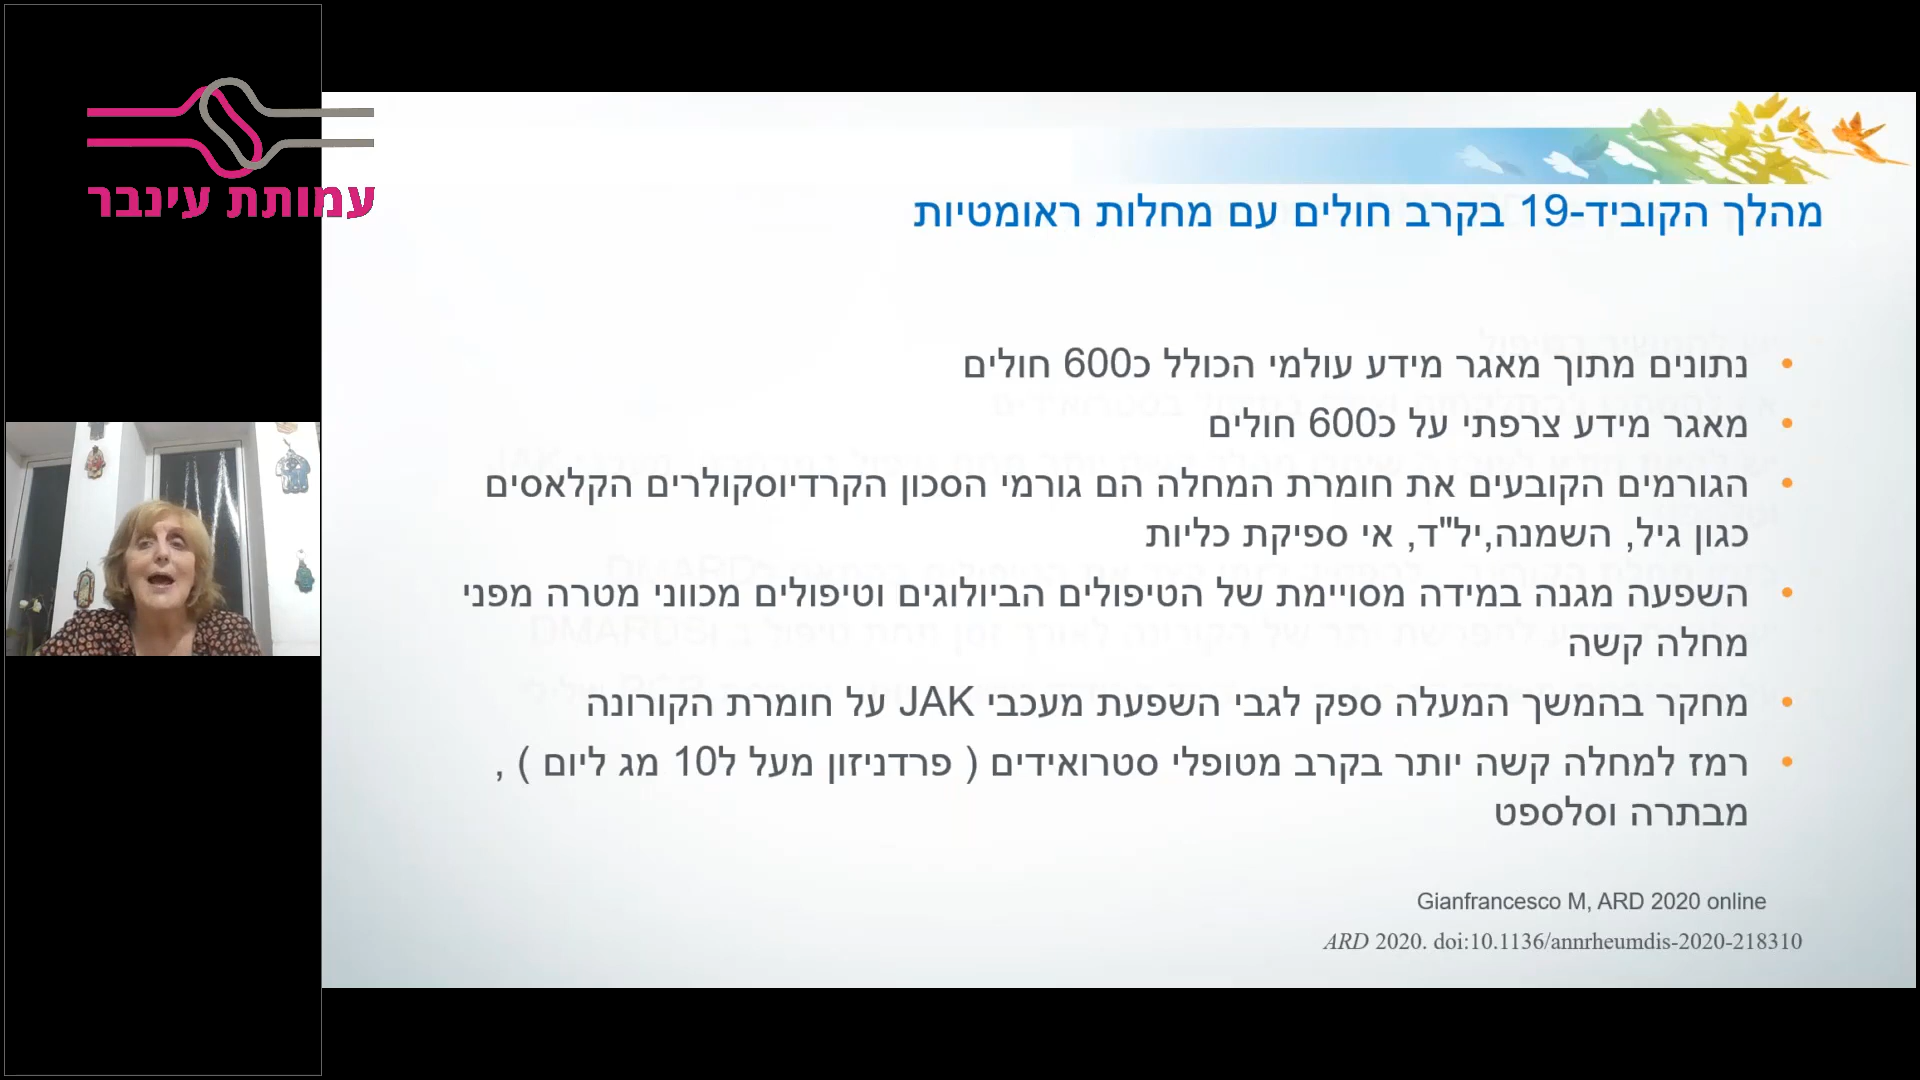 עמותת עינבר
מהלך הקוביד-19 בקרב חולים עם מחלות ראומטיות
• נתונים מתוך מאגר מידע עולמי הכולל כ600 חולים
• מאגר מידע צרפתי על כ600 חולים
• הגורמים הקובעים את חומרת המחלה הם גורמי הסכון הקרדיוסקולרים הקלאסים
כגון גיל, השמנה,יל"ד, אי ספיקת כליות
• השפעה מגנה במידה מסויימת של הטיפולים הביולוגים וטיפולים מכווני מטרה מפני
מחלה קשה
• מחקר בהמשך המעלה ספק לגבי השפעת מעכבי JAK על חומרת הקורונה
• רמז למחלה קשה יותר בקרב מטופלי סטרואידים ( פרדניזון מעל ל10 מג ליום ) ,
מבתרה וסלספט
Gianfrancesco M, ARD 2020 online
ARD 2020. doi:10.1136/annrheumdis-2020-218310